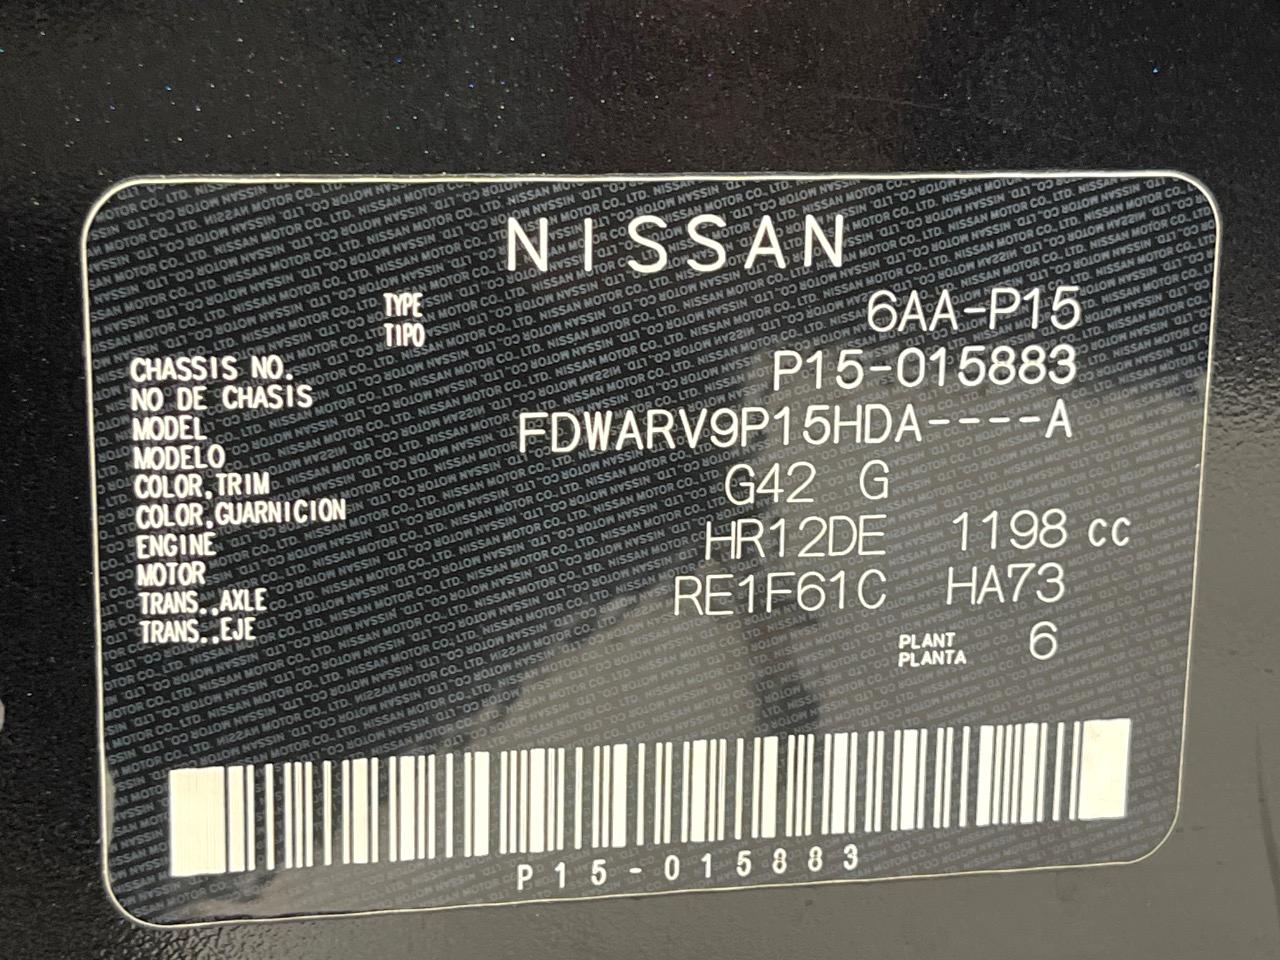 NISSAN
TYPE
TIPO
6AA-P15
CHASSIS NO.
NO DE CHASIS
P15-015883
MODEL
MODELO
FDWARV9P15HDA----A
COLOR,TRIM
COLOR,GUARNICION
G42 G
ENGINE
MOTOR
HR12DE 1198 cc
TRANS.,AXLE
TRANS.,EJE
RE1F61C HA73
PLANT
PLANTA
6
P15-015883